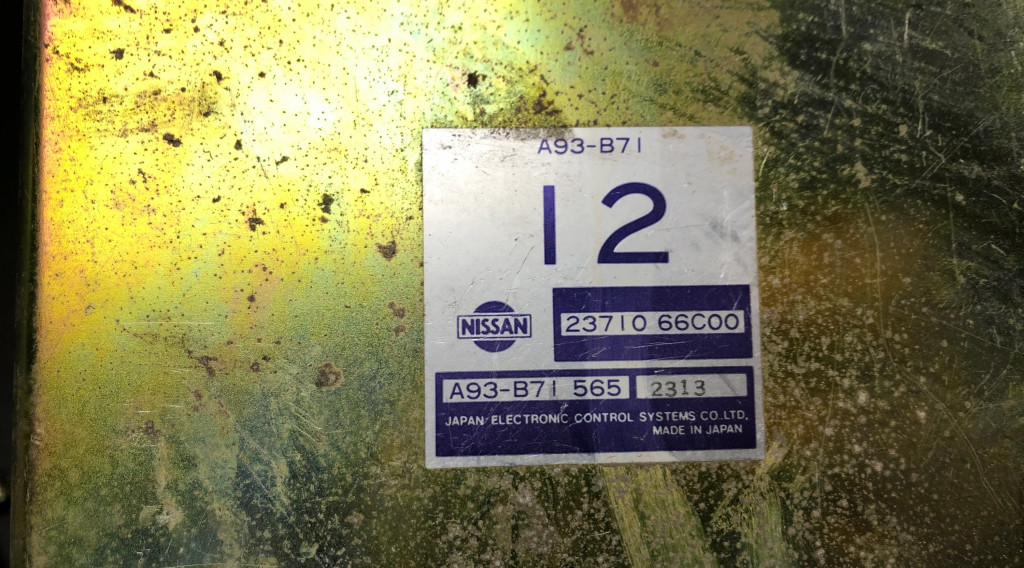 A93-B71
12
NISSAN
23710 66C00
A93-B71 565 2313
JAPAN ELECTRONIC CONTROL SYSTEMS CO.LTD.
MADE IN JAPAN